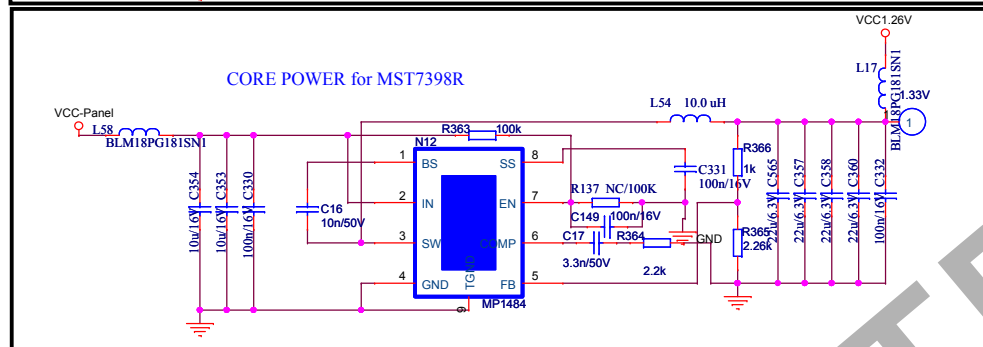 VCC1.26V
CORE POWER for MST7398R
L17
BLM18PG181SN1
1.33V
1
VCC-Panel
L58
BLM18PG181SN1
L54 10.0 uH
R363 100k
N12
1 BS
SS 8
2 IN
EN 7
3 SW
COMP 6
4 GND
FB 5
TGND
9
MP1484
C354
10u/16V
C353
10u/16V
C330
100n/16V
C16
10n/50V
C331
100n/16V
R137 NC/100K
C149 100n/16V
C17
3.3n/50V
R364
2.2k
GND
R366
1k
R365
2.26k
C565
22u/6.3V
C357
22u/6.3V
C358
22u/6.3V
C360
22u/6.3V
C332
100n/16V